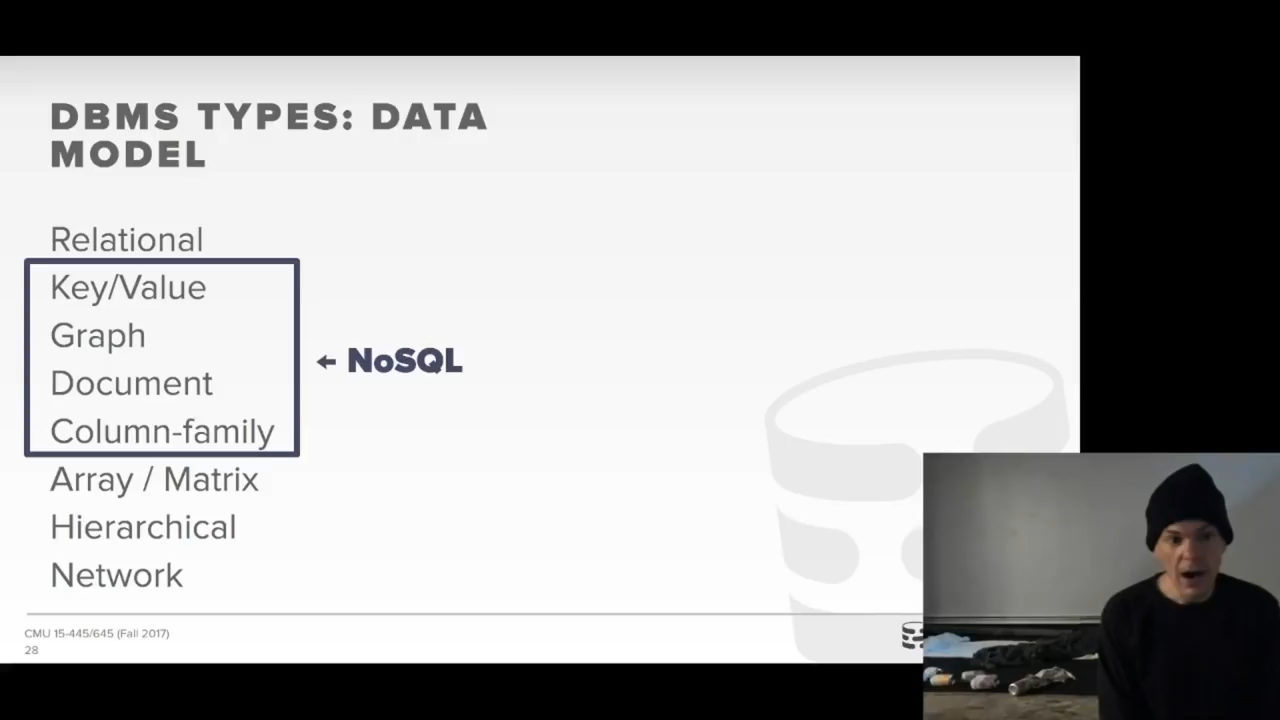 DBMS TYPES: DATA
MODEL
Relational
Key/Value
Graph
Document
Column-family
← NoSQL
Array / Matrix
Hierarchical
Network
CMU 15-445/645 (Fall 2017)
28